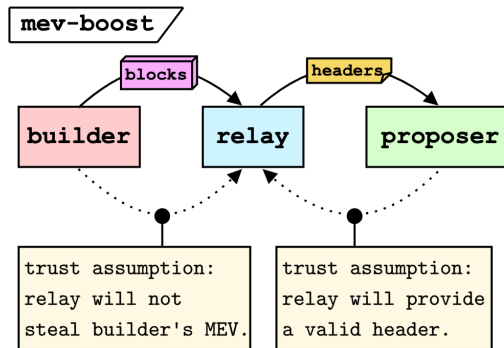 mev-boost
blocks
headers
builder
relay
proposer
trust assumption:
relay will not
steal builder's MEV.
trust assumption:
relay will provide
a valid header.